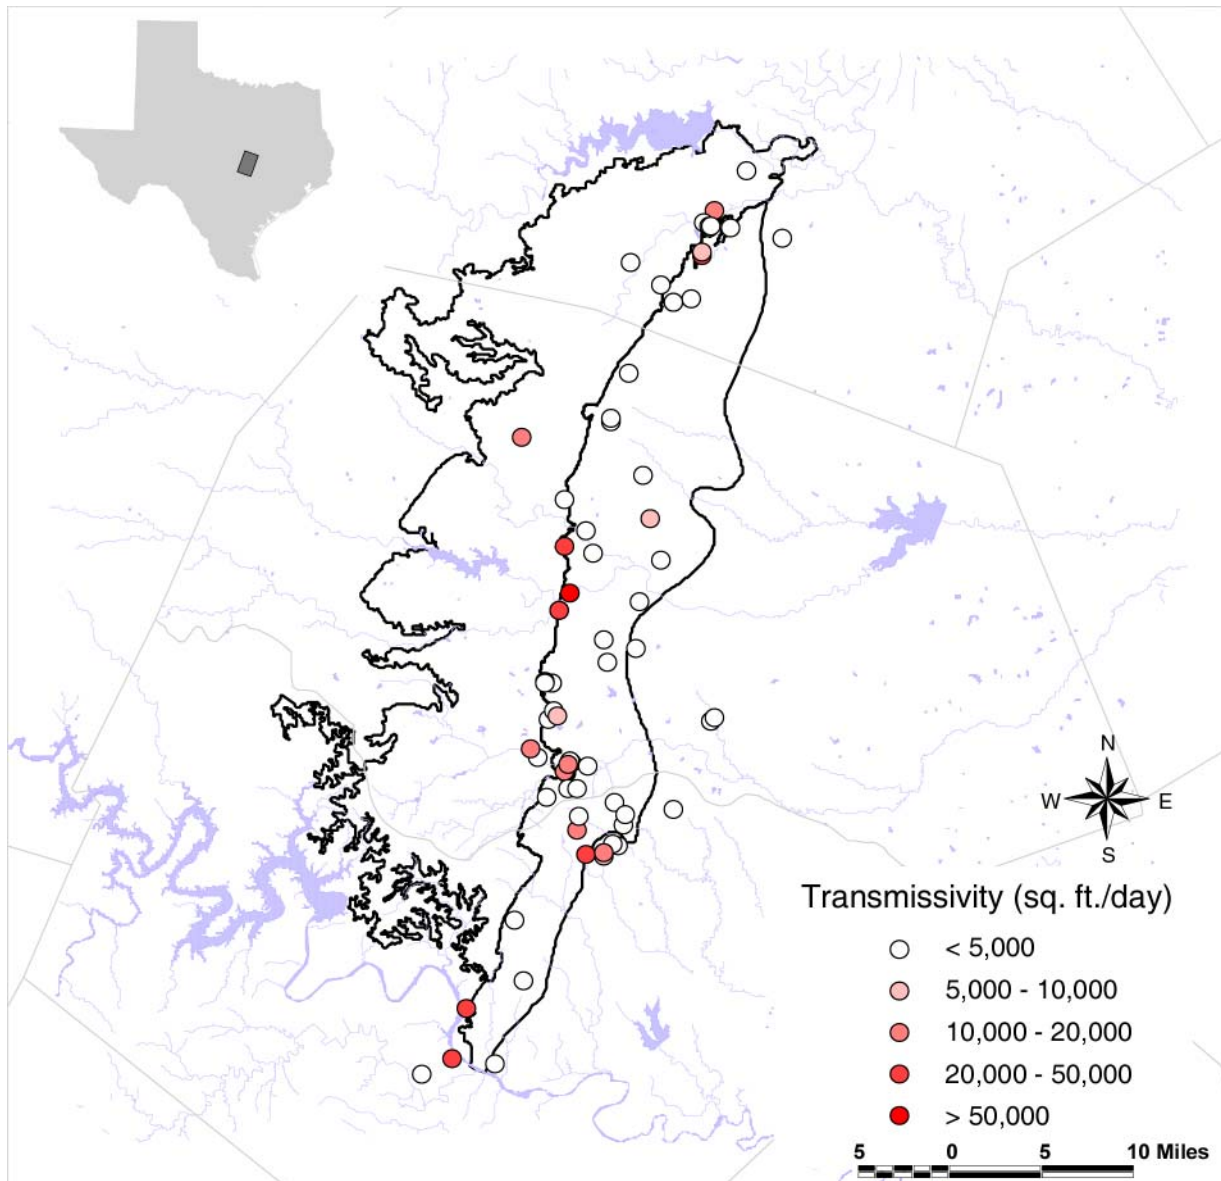 N
W E
S
Transmissivity (sq. ft./day)
< 5,000
5,000 - 10,000
10,000 - 20,000
20,000 - 50,000
> 50,000
5 0 5 10 Miles